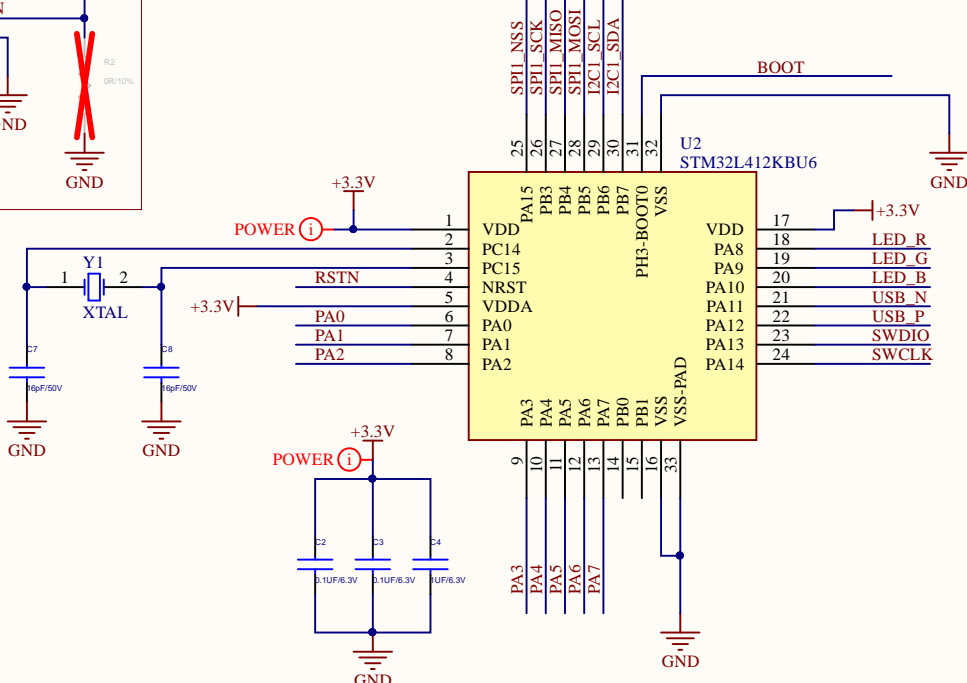 N
R2
0R/10%
ND
GND
SPI1_NSS
SPI1_SCK
SPI1_MISO
SPI1_MOSI
I2C1_SCL
I2C1_SDA
BOOT
25
26
27
28
29
30
31
32
U2
STM32L412KBU6
GND
PA15
PB3
PB4
PB5
PB6
PB7
PH3-BOOT0
VSS
+3.3V
POWER i
1 VDD
2 PC14
3 PC15
RSTN 4 NRST
+3.3V 5 VDDA
PA0 6 PA0
PA1 7 PA1
PA2 8 PA2
VDD 17 +3.3V
PA8 18 LED_R
PA9 19 LED_G
PA10 20 LED_B
PA11 21 USB_N
PA12 22 USB_P
PA13 23 SWDIO
PA14 24 SWCLK
Y1
1 2
XTAL
C7
16pF/50V
GND
C8
16pF/50V
GND
PA3
PA4
PA5
PA6
PA7
PB0
PB1
VSS
VSS-PAD
9
10
11
12
13
14
15
16
33
PA3
PA4
PA5
PA6
PA7
GND
+3.3V
POWER i
C2
0.1UF/6.3V
C3
0.1UF/6.3V
C4
1UF/6.3V
GND